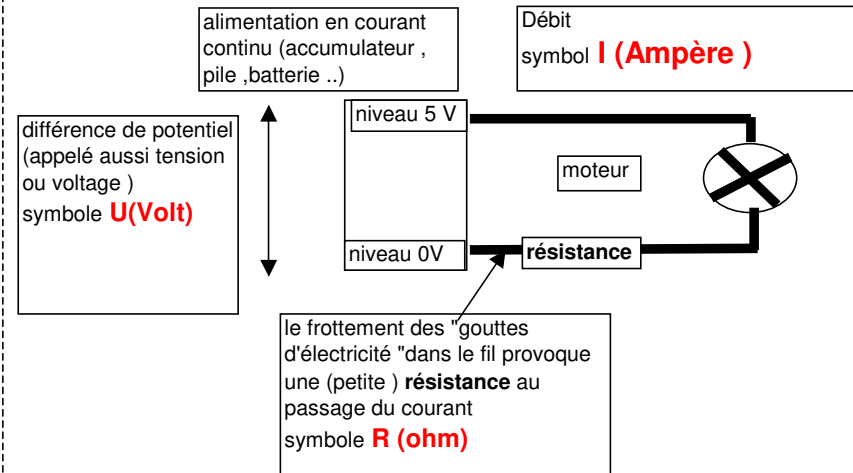 alimentation en courant
continu (accumulateur ,
pile ,batterie ..)
Débit
symbol I (Ampère )
différence de potentiel
(appelé aussi tension
ou voltage )
symbole U(Volt)
niveau 5 V
moteur
niveau 0V
résistance
le frottement des "gouttes
d'électricité "dans le fil provoque
une (petite ) résistance au
passage du courant
symbole R (ohm)